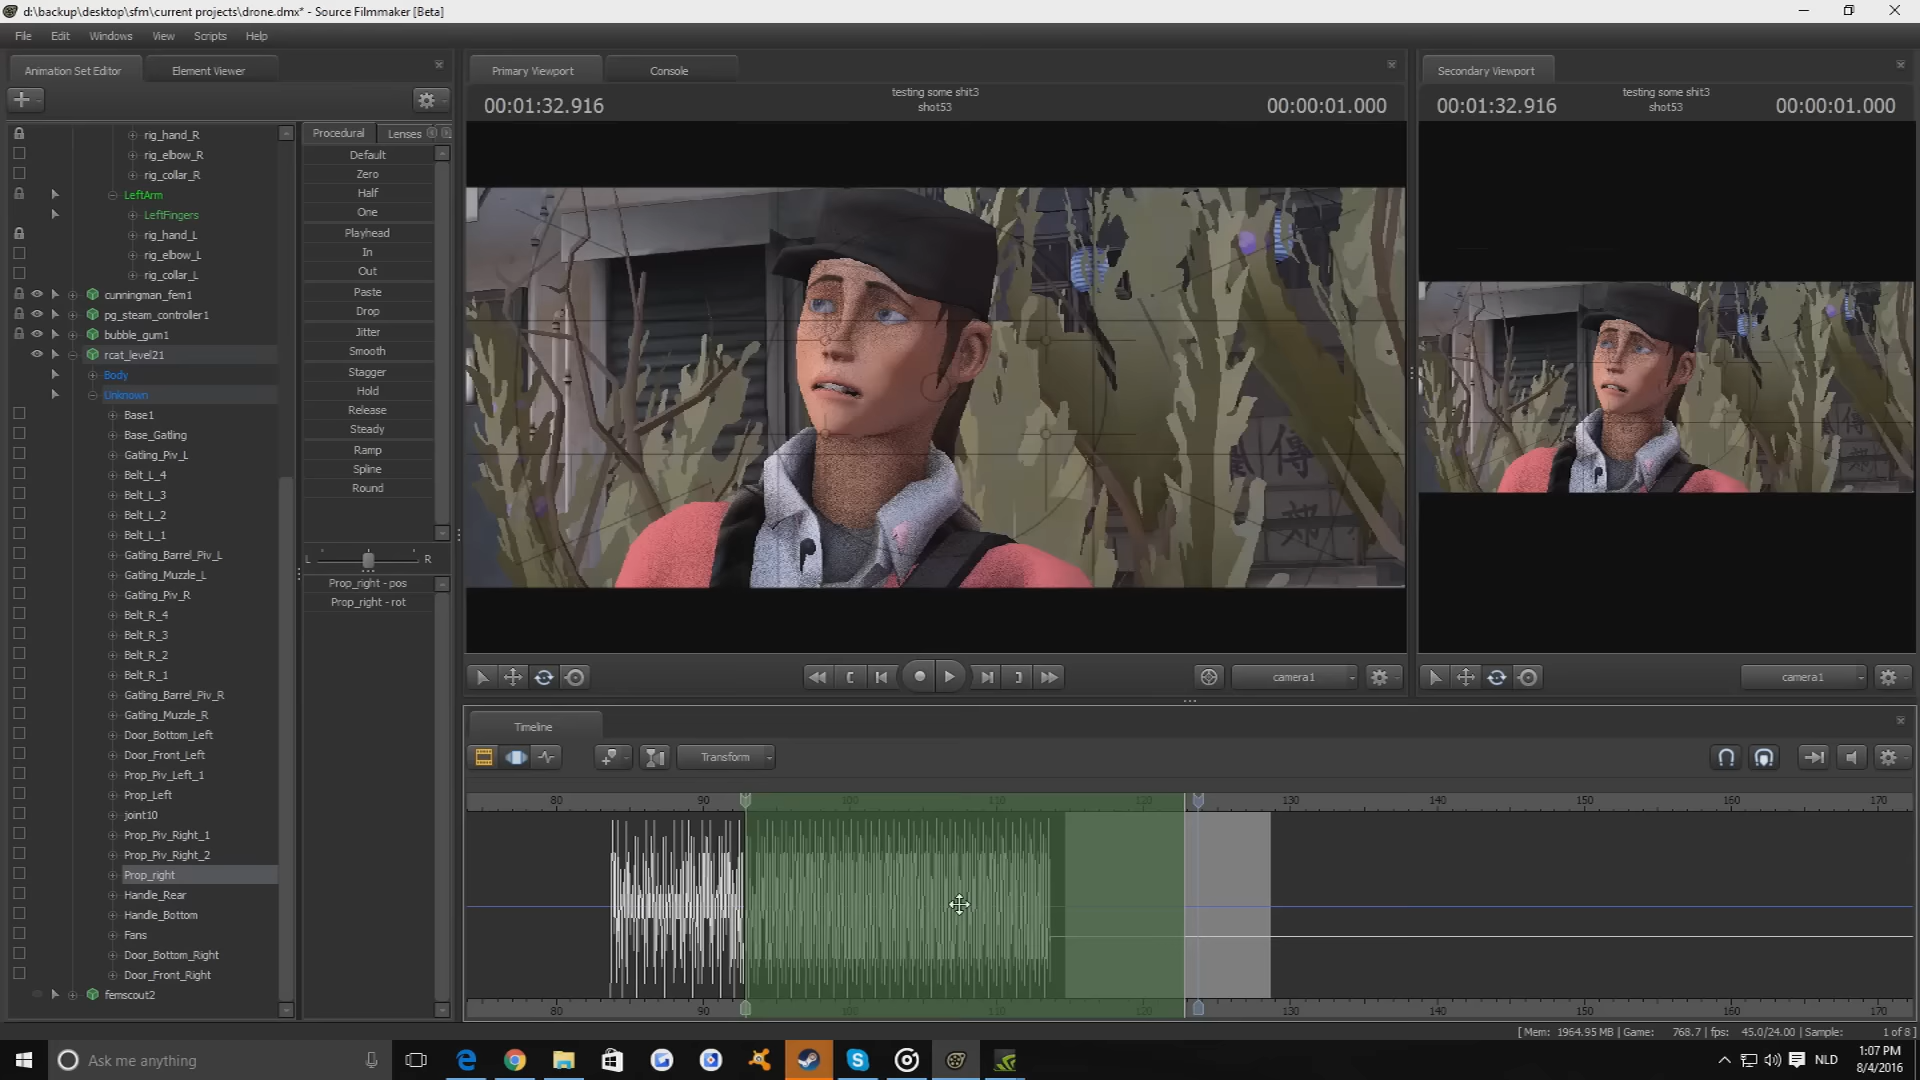 d:\backup\desktop\sfm\current projects\drone.dmx* - Source Filmmaker [Beta]
File Edit Windows View Scripts Help
Animation Set Editor Element Viewer
Procedural Lenses
Default
Zero
Half
One
Playhead
In
Out
Paste
Drop
Jitter
Smooth
Stagger
Hold
Release
Steady
Ramp
Spline
Round
L R
Prop_right - pos
Prop_right - rot
rig_hand_R
rig_elbow_R
rig_collar_R
LeftArm
LeftFingers
rig_hand_L
rig_elbow_L
rig_collar_L
cunningman_fem1
pg_steam_controller1
bubble_gum1
rcat_level21
Body
Unknown
Base1
Base_Gatling
Gatling_Piv_L
Belt_L_4
Belt_L_3
Belt_L_2
Belt_L_1
Gatling_Barrel_Piv_L
Gatling_Muzzle_L
Gatling_Piv_R
Belt_R_4
Belt_R_3
Belt_R_2
Belt_R_1
Gatling_Barrel_Piv_R
Gatling_Muzzle_R
Door_Bottom_Left
Door_Front_Left
Prop_Piv_Left_1
Prop_Left
joint10
Prop_Piv_Right_1
Prop_Piv_Right_2
Prop_right
Handle_Rear
Handle_Bottom
Fans
Door_Bottom_Right
Door_Front_Right
femscout2
Primary Viewport Console
00:01:32.916 testing some shit3 00:00:01.000
shot53
camera1
Secondary Viewport
00:01:32.916 testing some shit3 00:00:01.000
shot53
camera1
Timeline
Transform
80 90 100 110 120 130 140 150 160 170
80 90 100 110 120 130 140 150 160 170
[ Mem: 1964.95 MB | Game: 768.7 | fps: 45.0/24.00 | Sample: 1 of 8 ]
Ask me anything
NLD
1:07 PM
8/4/2016